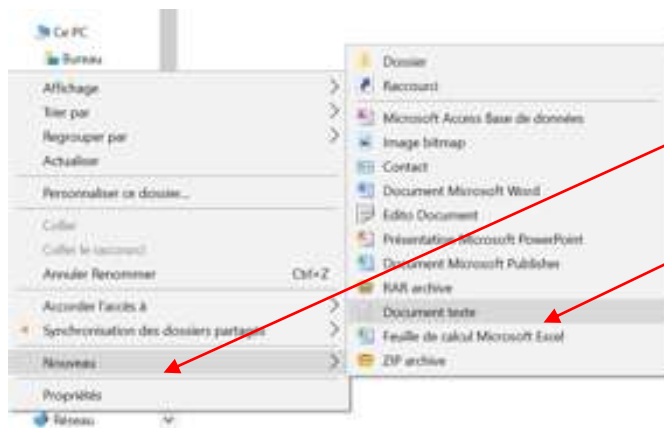 Ce PC
Bureau
Affichage
Trier par
Regrouper par
Actualiser
Personnaliser ce dossier...
Coller
Coller le raccourci
Annuler Renommer Ctrl+Z
Accorder l'accès à
Synchronisation des dossiers partagés
Nouveau
Propriétés
Réseau
Dossier
Raccourci
Microsoft Access Base de données
Image bitmap
Contact
Document Microsoft Word
Edito Document
Présentation Microsoft PowerPoint
Document Microsoft Publisher
RAR archive
Document texte
Feuille de calcul Microsoft Excel
ZIP archive